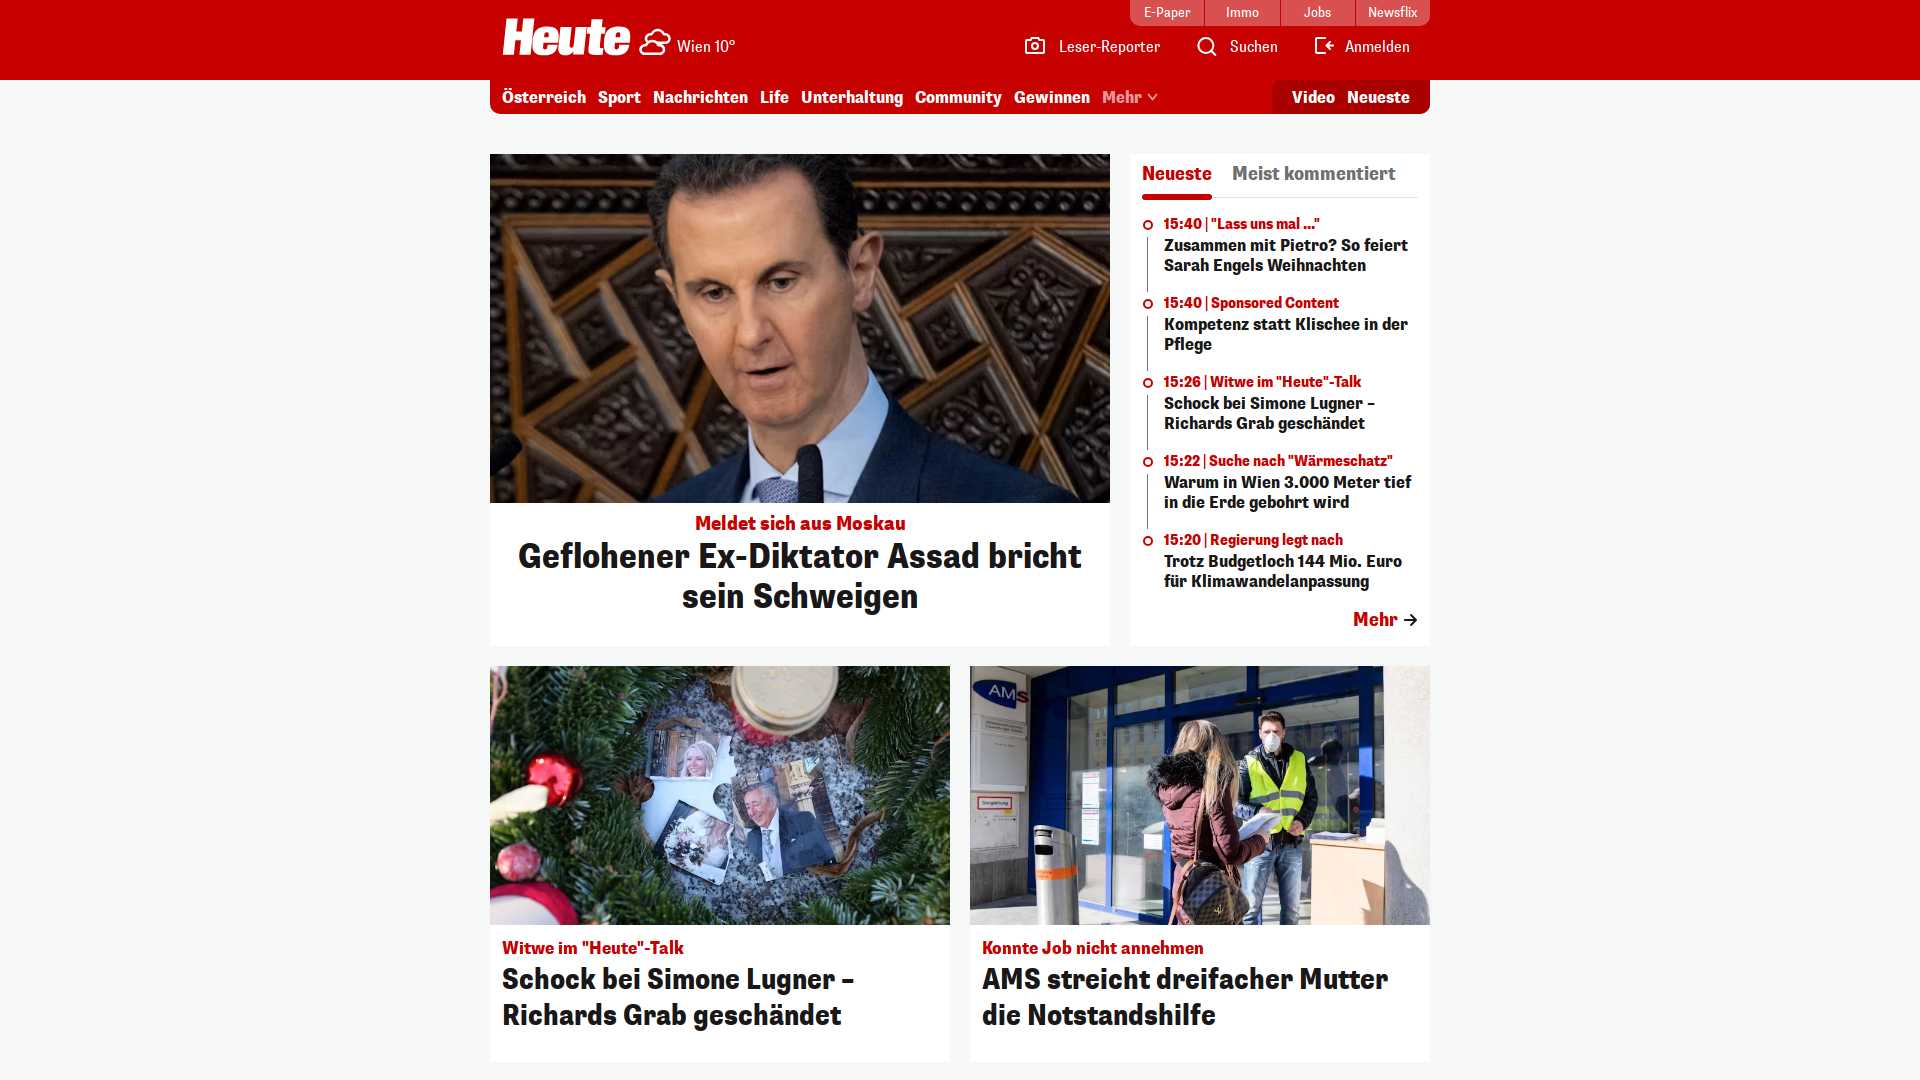 E-Paper
Immo
Jobs
Newsflix
Heute
Wien 10°
Leser-Reporter
Suchen
Anmelden
Österreich
Sport
Nachrichten
Life
Unterhaltung
Community
Gewinnen
Mehr
Video
Neueste
Meldet sich aus Moskau
Geflohener Ex-Diktator Assad bricht
sein Schweigen
Neueste
Meist kommentiert
15:40 | "Lass uns mal ..."
Zusammen mit Pietro? So feiert
Sarah Engels Weihnachten
15:40 | Sponsored Content
Kompetenz statt Klischee in der
Pflege
15:26 | Witwe im "Heute"-Talk
Schock bei Simone Lugner –
Richards Grab geschändet
15:22 | Suche nach "Wärmeschatz"
Warum in Wien 3.000 Meter tief
in die Erde gebohrt wird
15:20 | Regierung legt nach
Trotz Budgetloch 144 Mio. Euro
für Klimawandelanpassung
Mehr
Witwe im "Heute"-Talk
Schock bei Simone Lugner –
Richards Grab geschändet
AMS
Konnte Job nicht annehmen
AMS streicht dreifacher Mutter
die Notstandshilfe